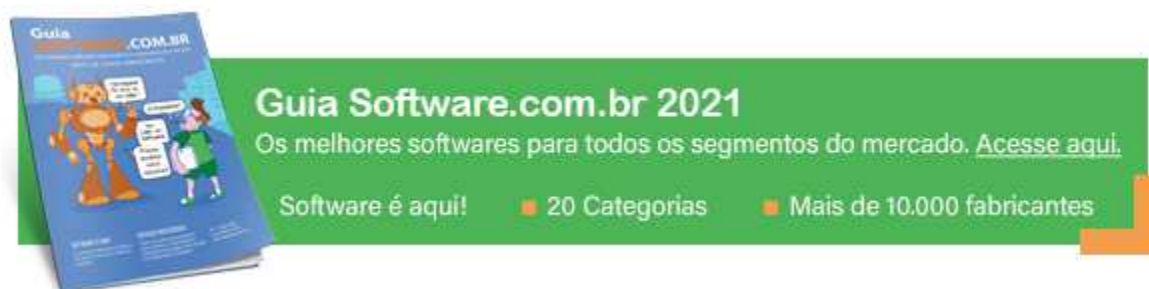 Guia
.COM.BR
Guia Software.com.br 2021
Os melhores softwares para todos os segmentos do mercado. Acesse aqui.
Software é aqui!
20 Categorias
Mais de 10.000 fabricantes